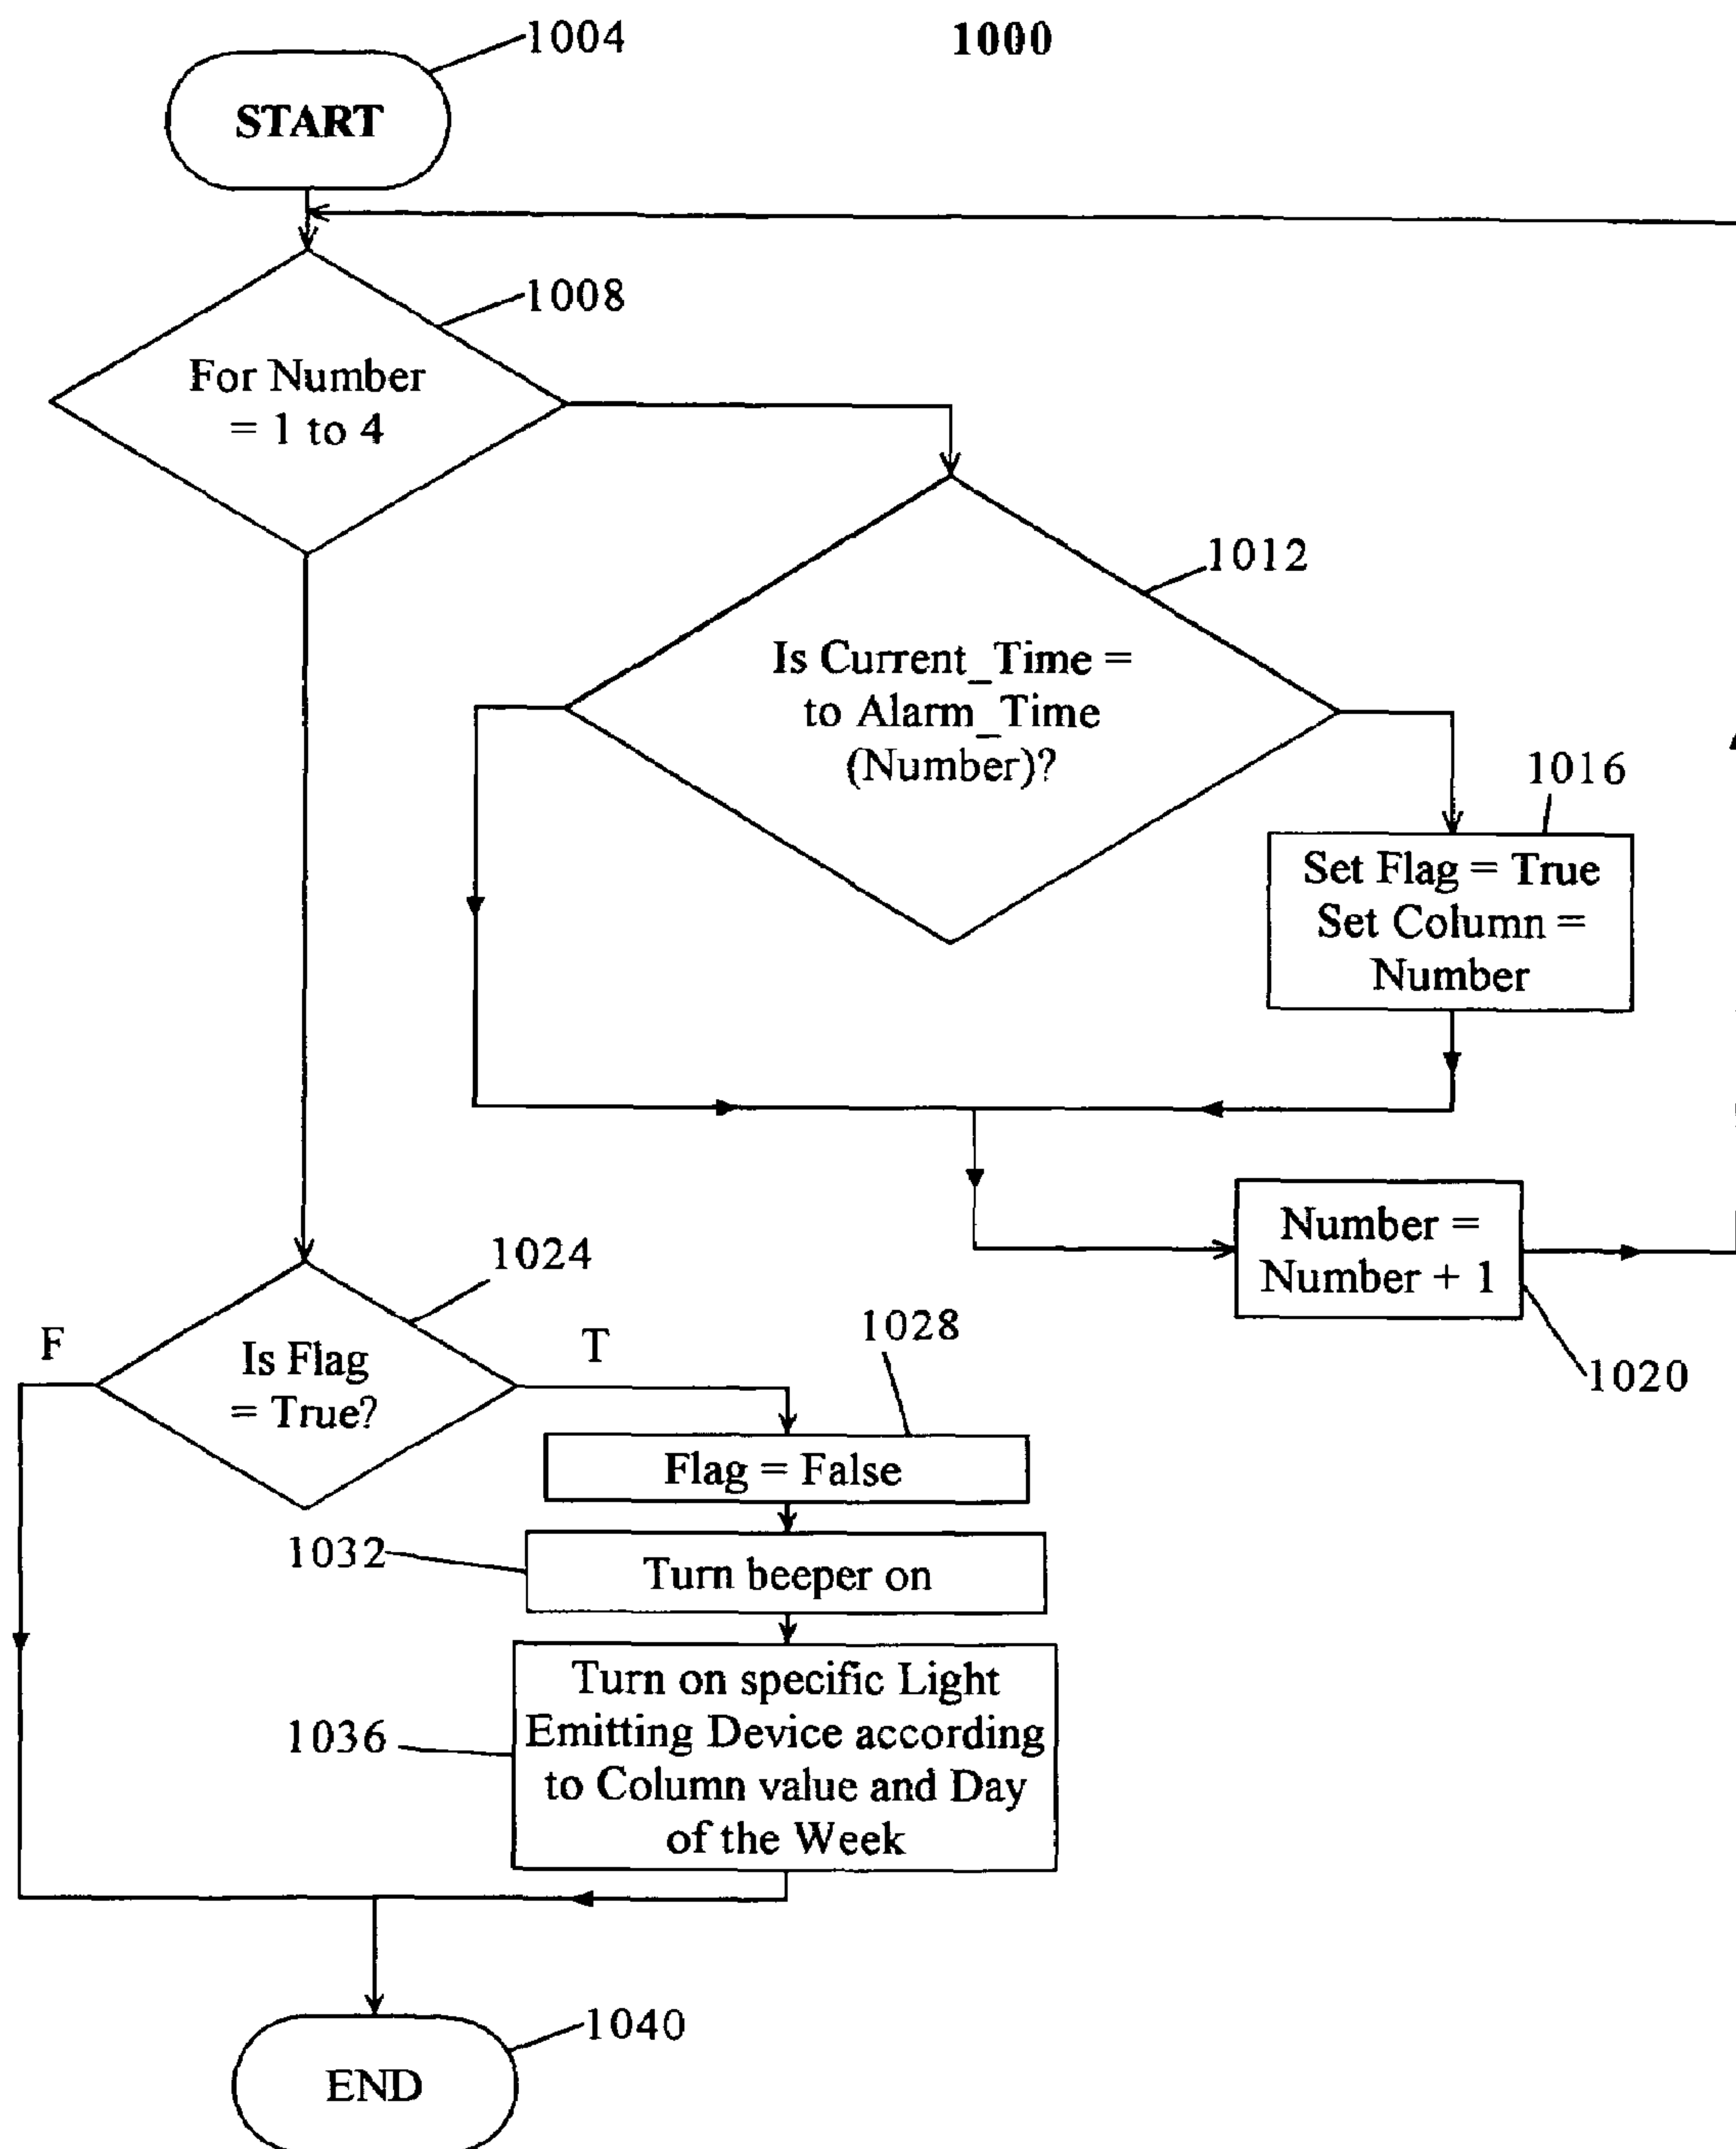 1004
1000
START
1008
For Number
= 1 to 4
1012
Is Current_Time =
to Alarm_Time
(Number)?
1016
Set Flag = True
Set Column =
Number
Number =
Number + 1
1020
1024
F
T
Is Flag
= True?
1028
Flag = False
1032
Turn beeper on
1036
Turn on specific Light
Emitting Device according
to Column value and Day
of the Week
1040
END